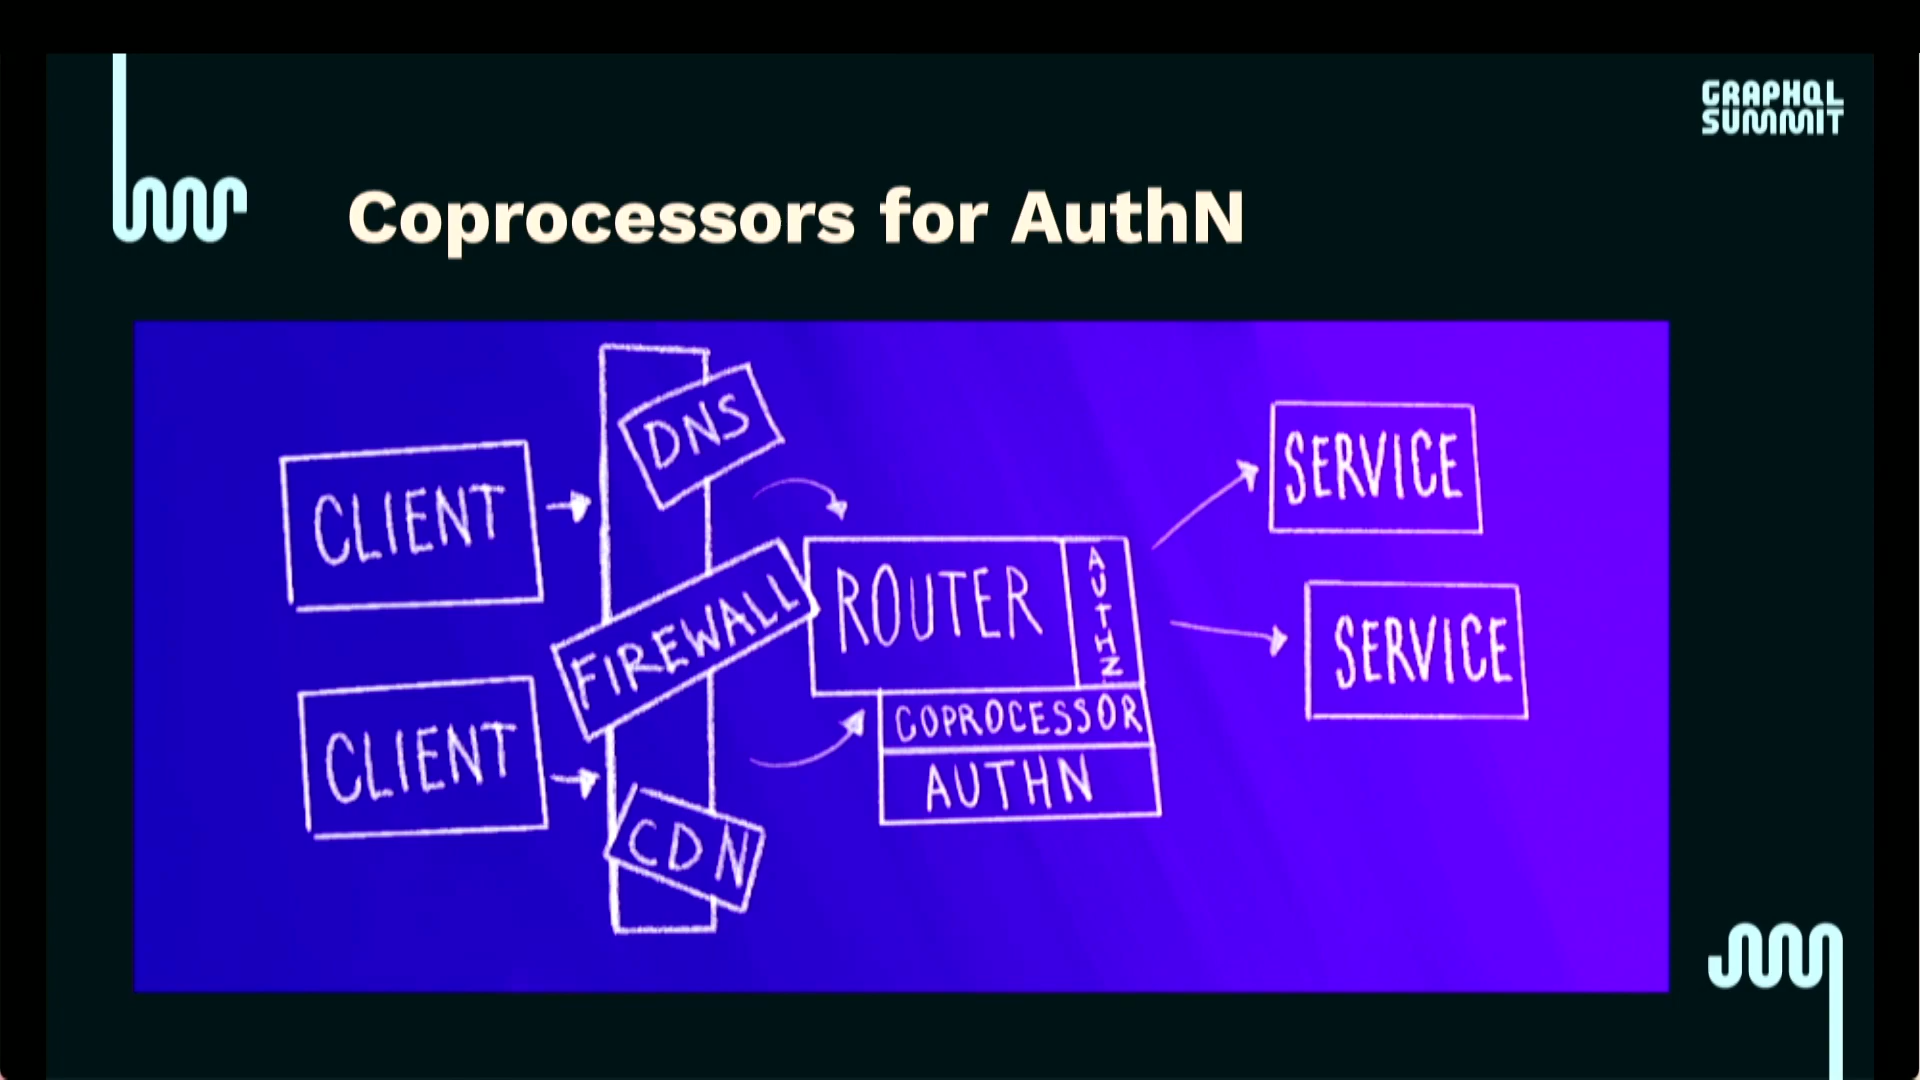 GRAPHQL
SUMMIT
Coprocessors for AuthN
DNS
CLIENT
SERVICE
FIREWALL
ROUTER
AUTHZ
SERVICE
COPROCESSOR
CLIENT
AUTHN
CDN